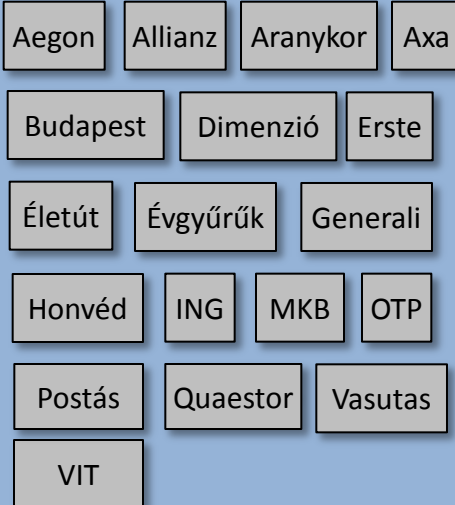 Aegon Allianz Aranykor Axa
Budapest Dimenzió Erste
Életút Évgyűrűk Generali
Honvéd ING MKB OTP
Postás Quaestor Vasutas
VIT